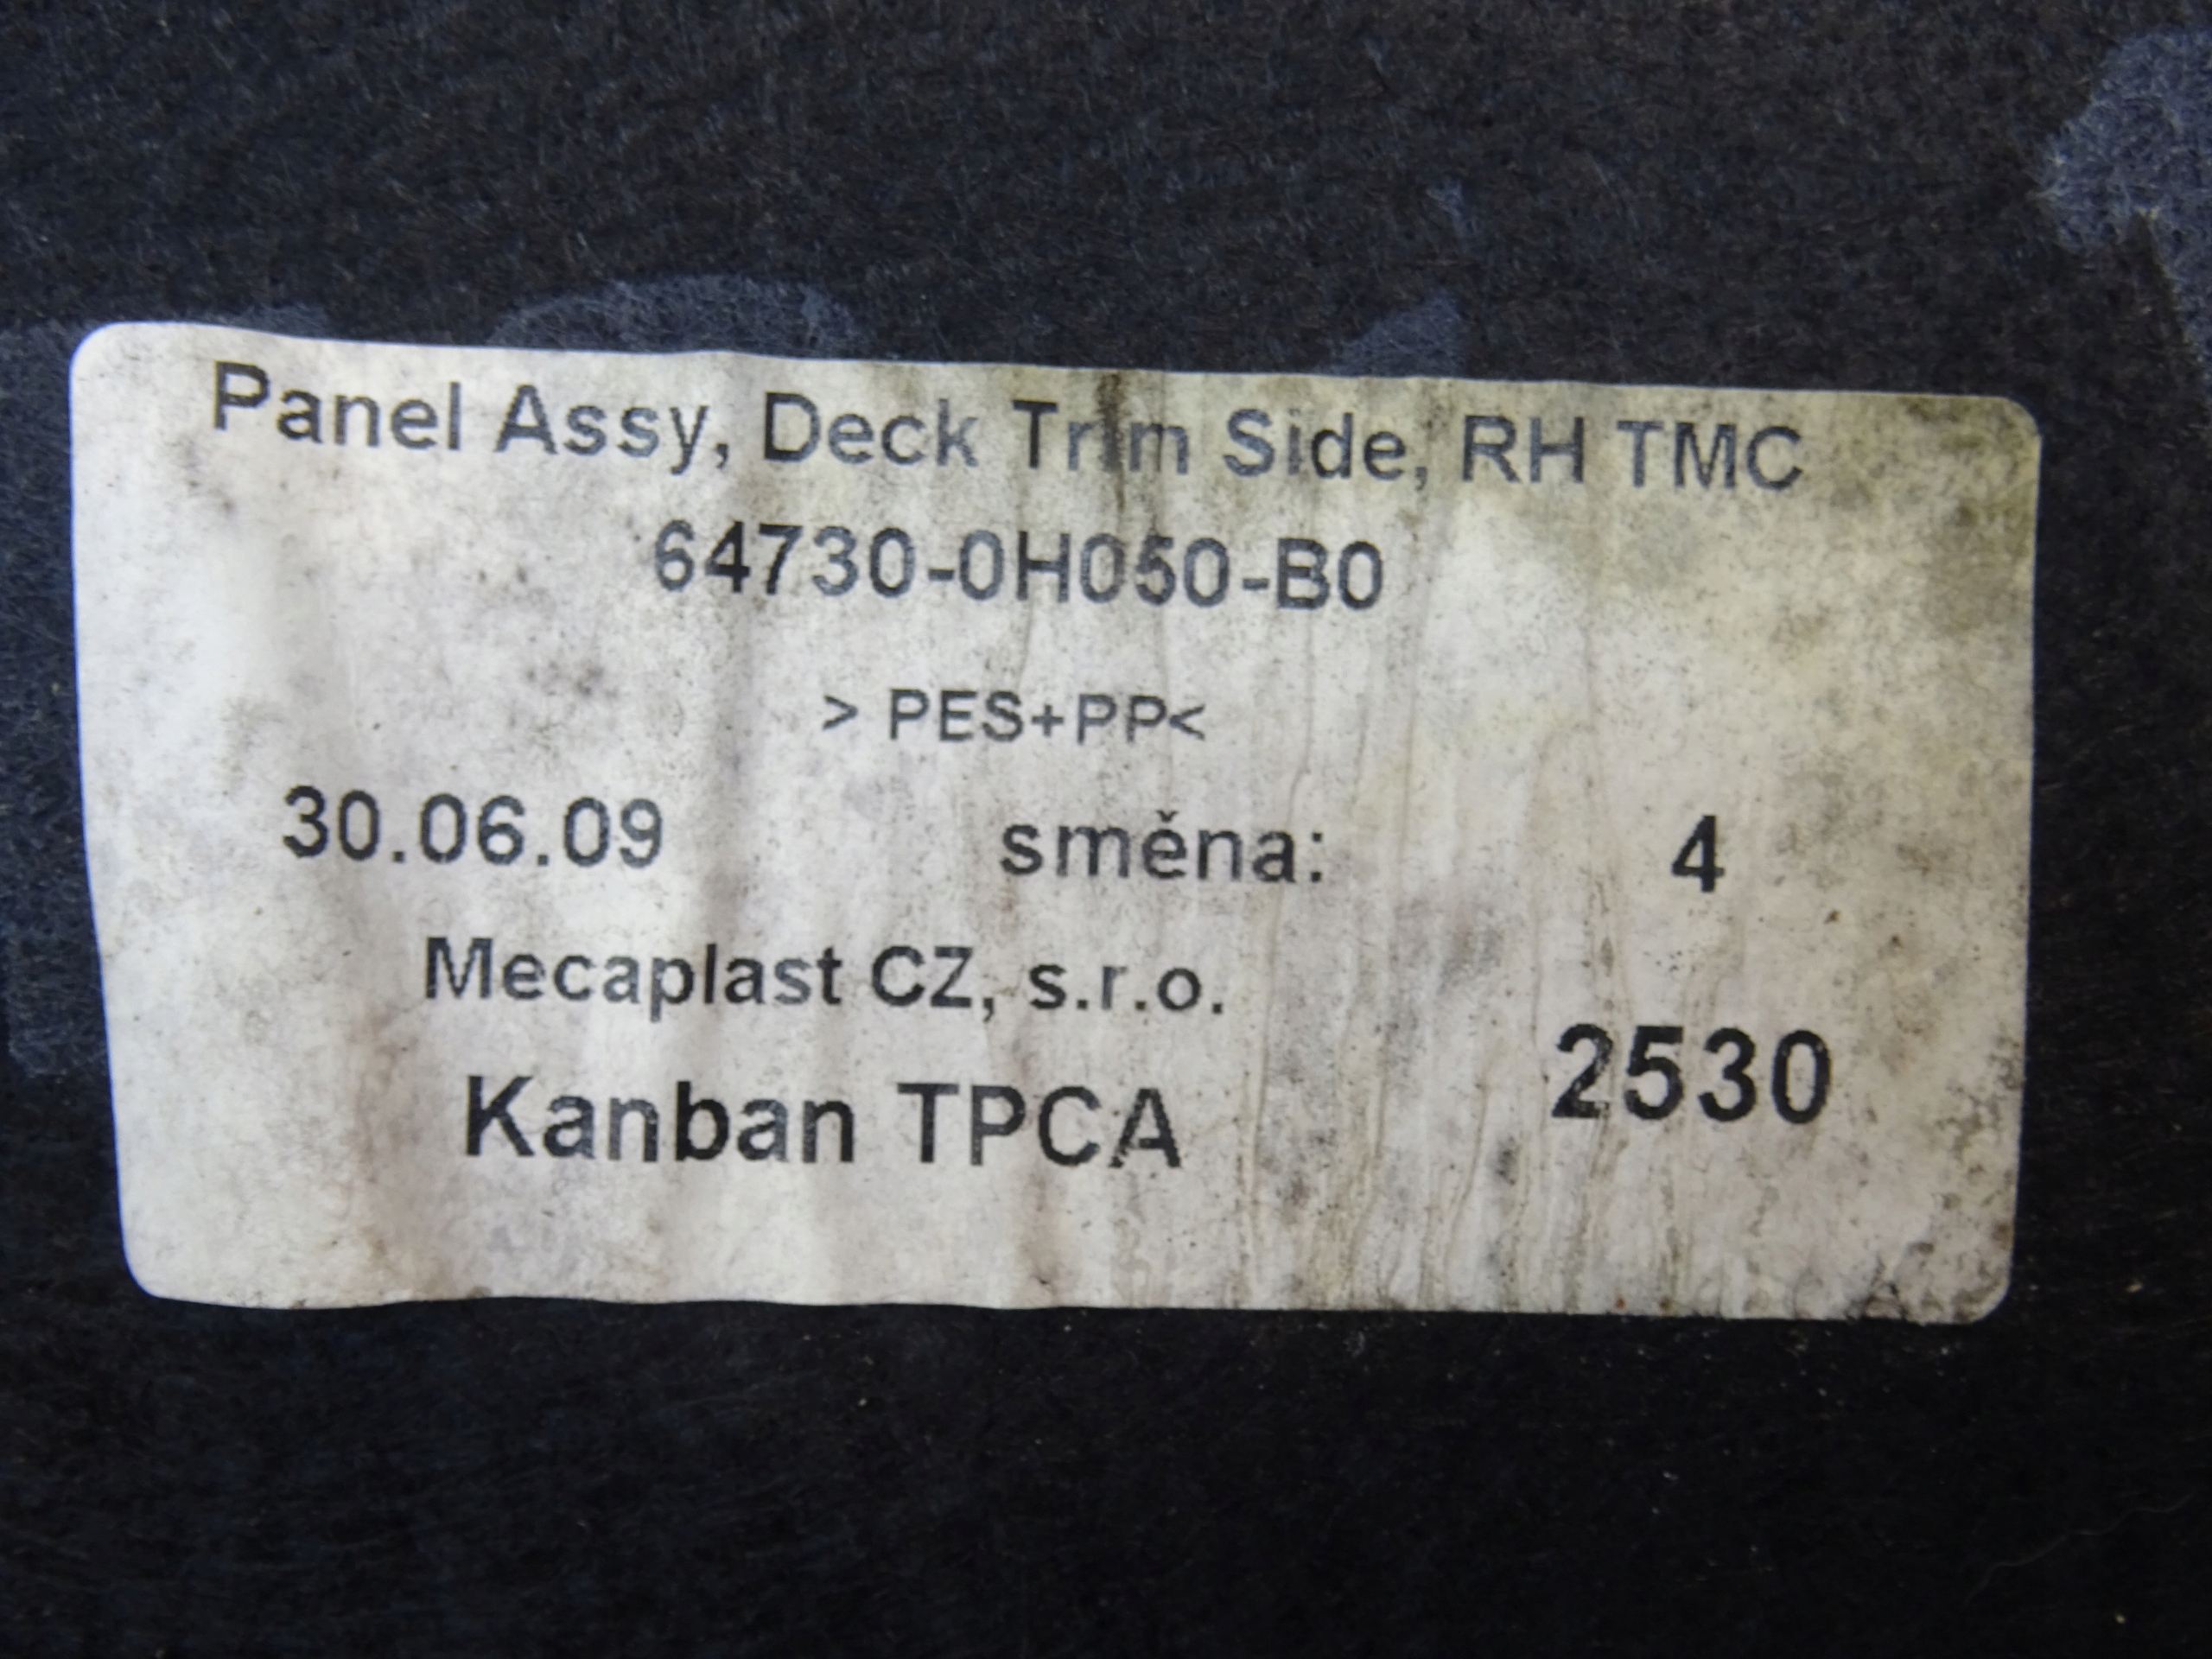 Panel Assy, Deck Trim Side, RH TMC
64730-0H050-B0
> PES+PP<
30.06.09 směna: 4
Mecaplast CZ, s.r.o.
Kanban TPCA 2530